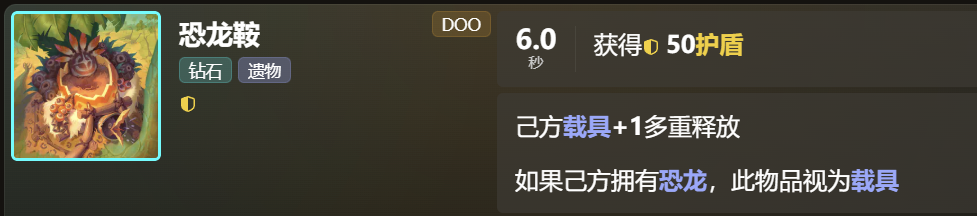 恐龙鞍
DOO
钻石 遗物
6.0
秒
获得 50护盾
己方载具+1多重释放
如果己方拥有恐龙，此物品视为载具